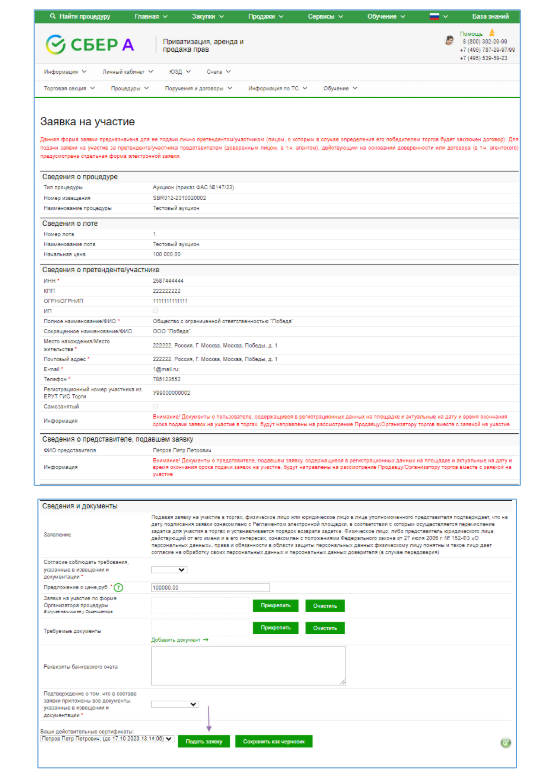 Найти процедуру Главная Закупки Продажи Сервисы Обучение База знаний
СБЕР А
Приватизация, аренда и
продажа прав
Помощь
8 (800) 302-29-99
+7 (495) 787-29-97/99
+7 (495) 539-59-23
Информация Личный кабинет ЮЗД Счета
Торговая секция Процедуры Поручения и договоры Информация по ТС Обучение
Заявка на участие
Данная форма заявки предназначена для ее подачи лично претендентом/участником (лицом, с которым в случае определения его победителем торгов будет заключен договор). Для
подачи заявки на участие за претендента/участника представителем (доверенным лицом, в т.ч. агентом), действующим на основании доверенности или договора (в т.ч. агентского)
предусмотрена отдельная форма электронной заявки.
Сведения о процедуре
Тип процедуры Аукцион (приказ ФАС №147/23)
Номер извещения SBR012-2310020002
Наименование процедуры Тестовый аукцион
Сведения о лоте
Номер лота 1
Наименование лота Тестовый аукцион
Начальная цена 100 000.00
Сведения о претенденте/участнике
ИНН * 2687444444
КПП 222222222
ОГРН/ОГРНИП 1111111111111
ИП
Полное наименование/ФИО * Общество с ограниченной ответственностью "Победа"
Сокращенное наименование/ФИО ООО "Победа"
Место нахождения/Место
жительства * 222222, Россия, Г. Москва, Москва, Победы, д. 1
Почтовый адрес * 222222, Россия, Г. Москва, Москва, Победы, д. 1
E-mail * 1@mail.ru;
Телефон * 785123652
Регистрационный номер участника из
ЕРУТ ГИС Торги У99000000002
Самозанятый
Информация
Внимание! Документы о пользователе, содержащиеся в регистрационных данных на площадке и актуальные на дату и время окончания
срока подачи заявок на участие в торгах, будут направлены на рассмотрение Продавцу/Организатору торгов вместе с заявкой на участие
Сведения о представителе, подавшем заявку
ФИО представителя Петров Петр Петрович
Информация
Внимание! Документы о представителе, подавшем заявку, содержащиеся в регистрационных данных на площадке и актуальные на дату и
время окончания срока подачи заявок на участие, будут направлены на рассмотрение Продавцу/Организатору торгов вместе с заявкой на
участие
Сведения и документы
Заявление
Подавая заявку на участие в торгах, физическое лицо или юридическое лицо в лице уполномоченного представителя подтверждает, что на
дату подписания заявки ознакомлено с Регламентом электронной площадки, в соответствии с которым осуществляется перечисление
задатка для участия в торгах и устанавливается порядок возврата задатка. Физическое лицо, либо представитель юридического лица,
действующий от его имени и в его интересах, ознакомлен с положениями Федерального закона от 27 июля 2006 г № 152-ФЗ «О
персональных данных», права и обязанности в области защиты персональных данных физическому лицу понятны и такое лицо дает
согласие на обработку своих персональных данных и персональных данных доверителя (в случае передоверия)
Согласие соблюдать требования,
указанные в извещении и
документации *
Предложение о цене,руб. * ? 100000.00
Заявка на участие по форме
Организатора процедуры
Прикрепить Очистить
Требуемые документы Прикрепить Очистить
Добавить документ →
Реквизиты банковского счета
Подтверждение о том, что в составе
заявки приложены все документы,
указанные в извещении и
документации *
Ваши действительные сертификаты:
Петров Петр Петрович, (до 17.10.2023 13:14:06) Подать заявку Сохранить как черновик